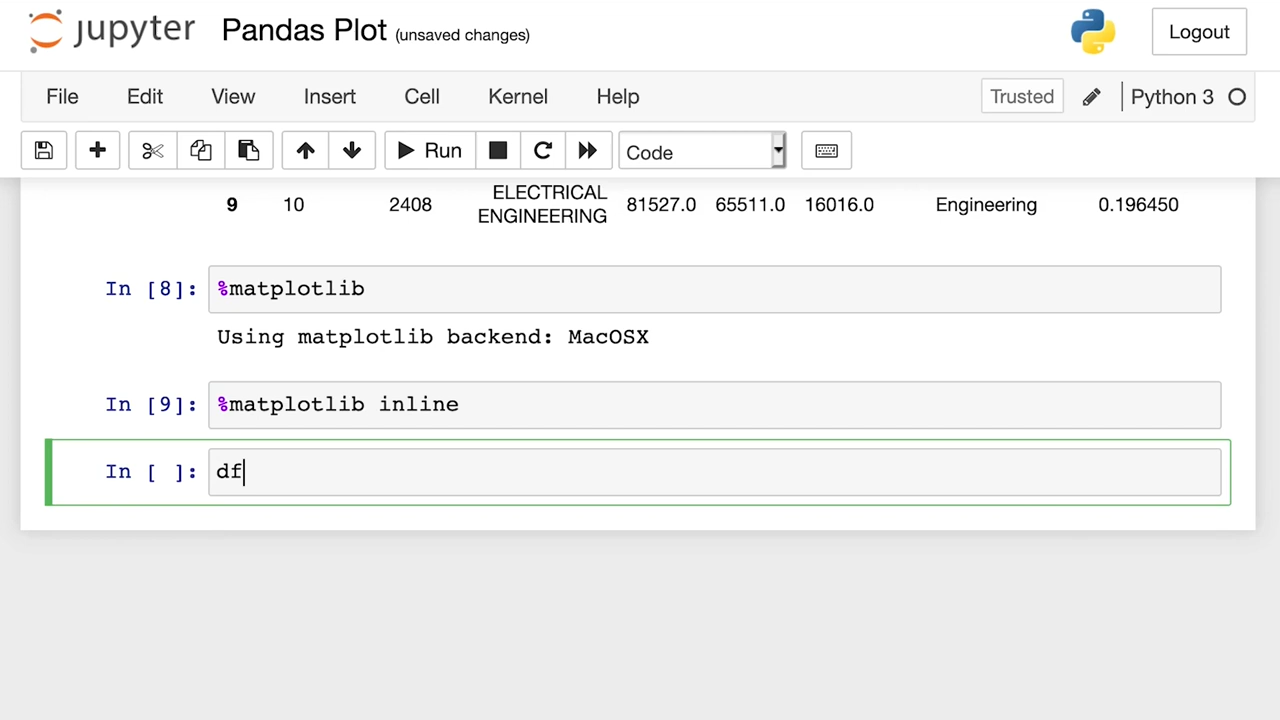 jupyter Pandas Plot (unsaved changes) Logout
File Edit View Insert Cell Kernel Help Trusted Python 3
Run Code
9 10 2408 ELECTRICAL ENGINEERING 81527.0 65511.0 16016.0 Engineering 0.196450
In [8]: %matplotlib
Using matplotlib backend: MacOSX
In [9]: %matplotlib inline
In [ ]: df